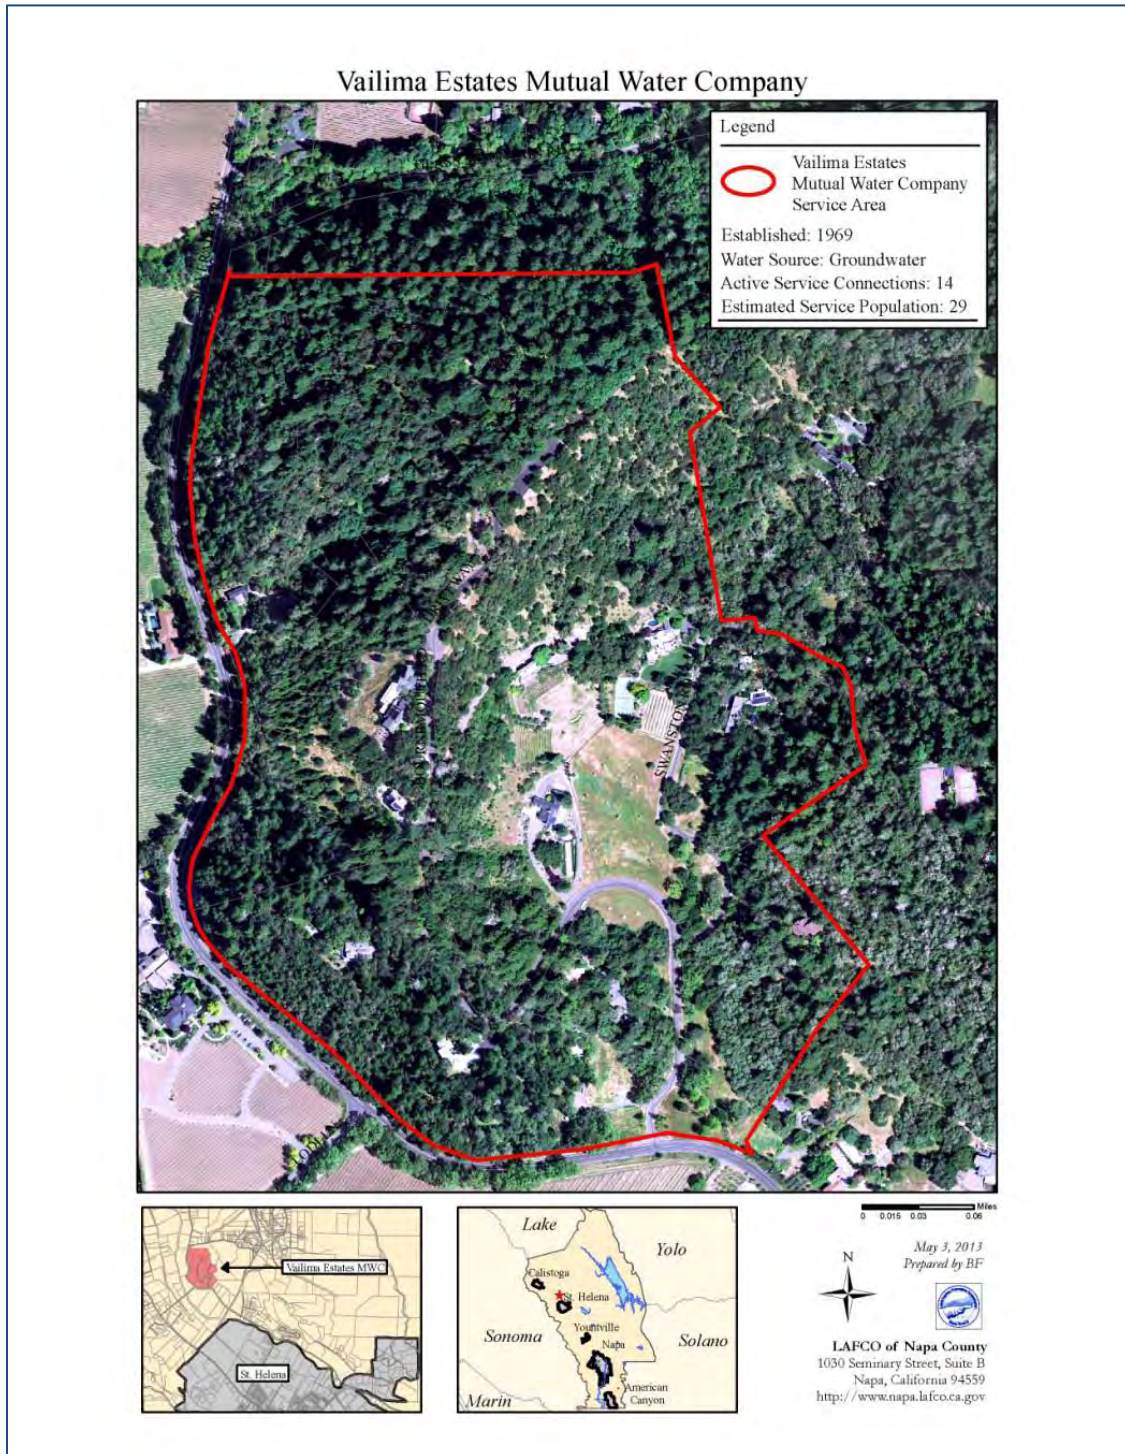 Vailima Estates Mutual Water Company
Legend
Vailima Estates
Mutual Water Company
Service Area
Established: 1969
Water Source: Groundwater
Active Service Connections: 14
Estimated Service Population: 29
SWANSTON
LODI
Vailima Estates MWC
St. Helena
Lake
Yolo
Calistoga
St. Helena
Yountville
Sonoma
Napa
Solano
American
Canyon
Marin
Miles
0 0.015 0.03 0.06
May 3, 2013
Prepared by BF
N
LAFCO of Napa County
1030 Seminary Street, Suite B
Napa, California 94559
http://www.napa.lafco.ca.gov